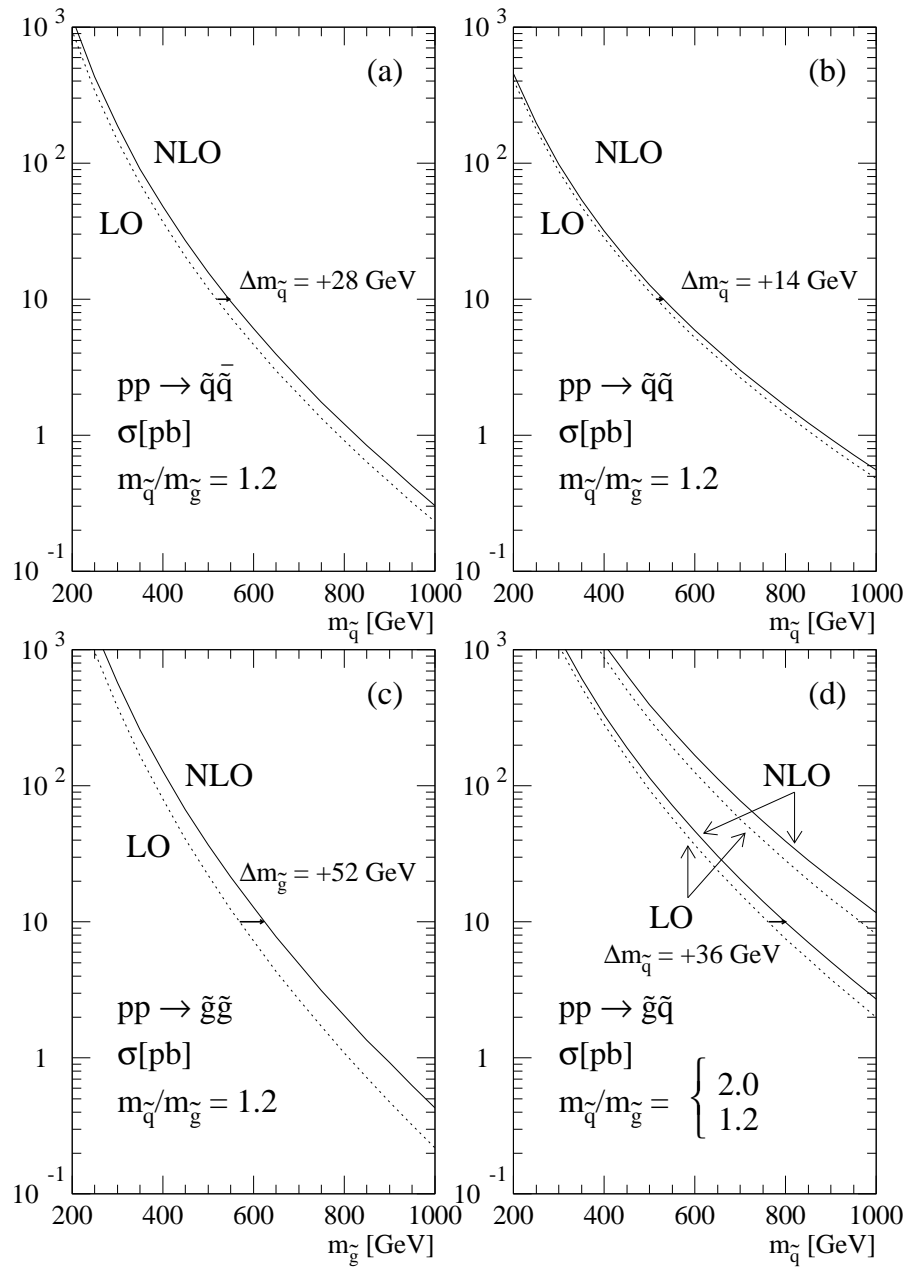 10³
(a)
NLO
10²
LO
Δm_q̃ = +28 GeV
10
pp → q̃q̃̄
σ[pb]
1
m_q̃/m_g̃ = 1.2
10⁻¹
200 400 600 800 1000
m_q̃ [GeV]
10³
(b)
NLO
10²
LO
Δm_q̃ = +14 GeV
10
pp → q̃q̃
σ[pb]
1
m_q̃/m_g̃ = 1.2
10⁻¹
200 400 600 800 1000
m_q̃ [GeV]
10³
(c)
NLO
10²
LO
Δm_g̃ = +52 GeV
10
pp → g̃g̃
σ[pb]
1
m_q̃/m_g̃ = 1.2
10⁻¹
200 400 600 800 1000
m_g̃ [GeV]
10³
(d)
NLO
10²
LO
10
Δm_q̃ = +36 GeV
pp → g̃q̃
σ[pb]
1
m_q̃/m_g̃ = { 2.0
1.2
10⁻¹
200 400 600 800 1000
m_q̃ [GeV]